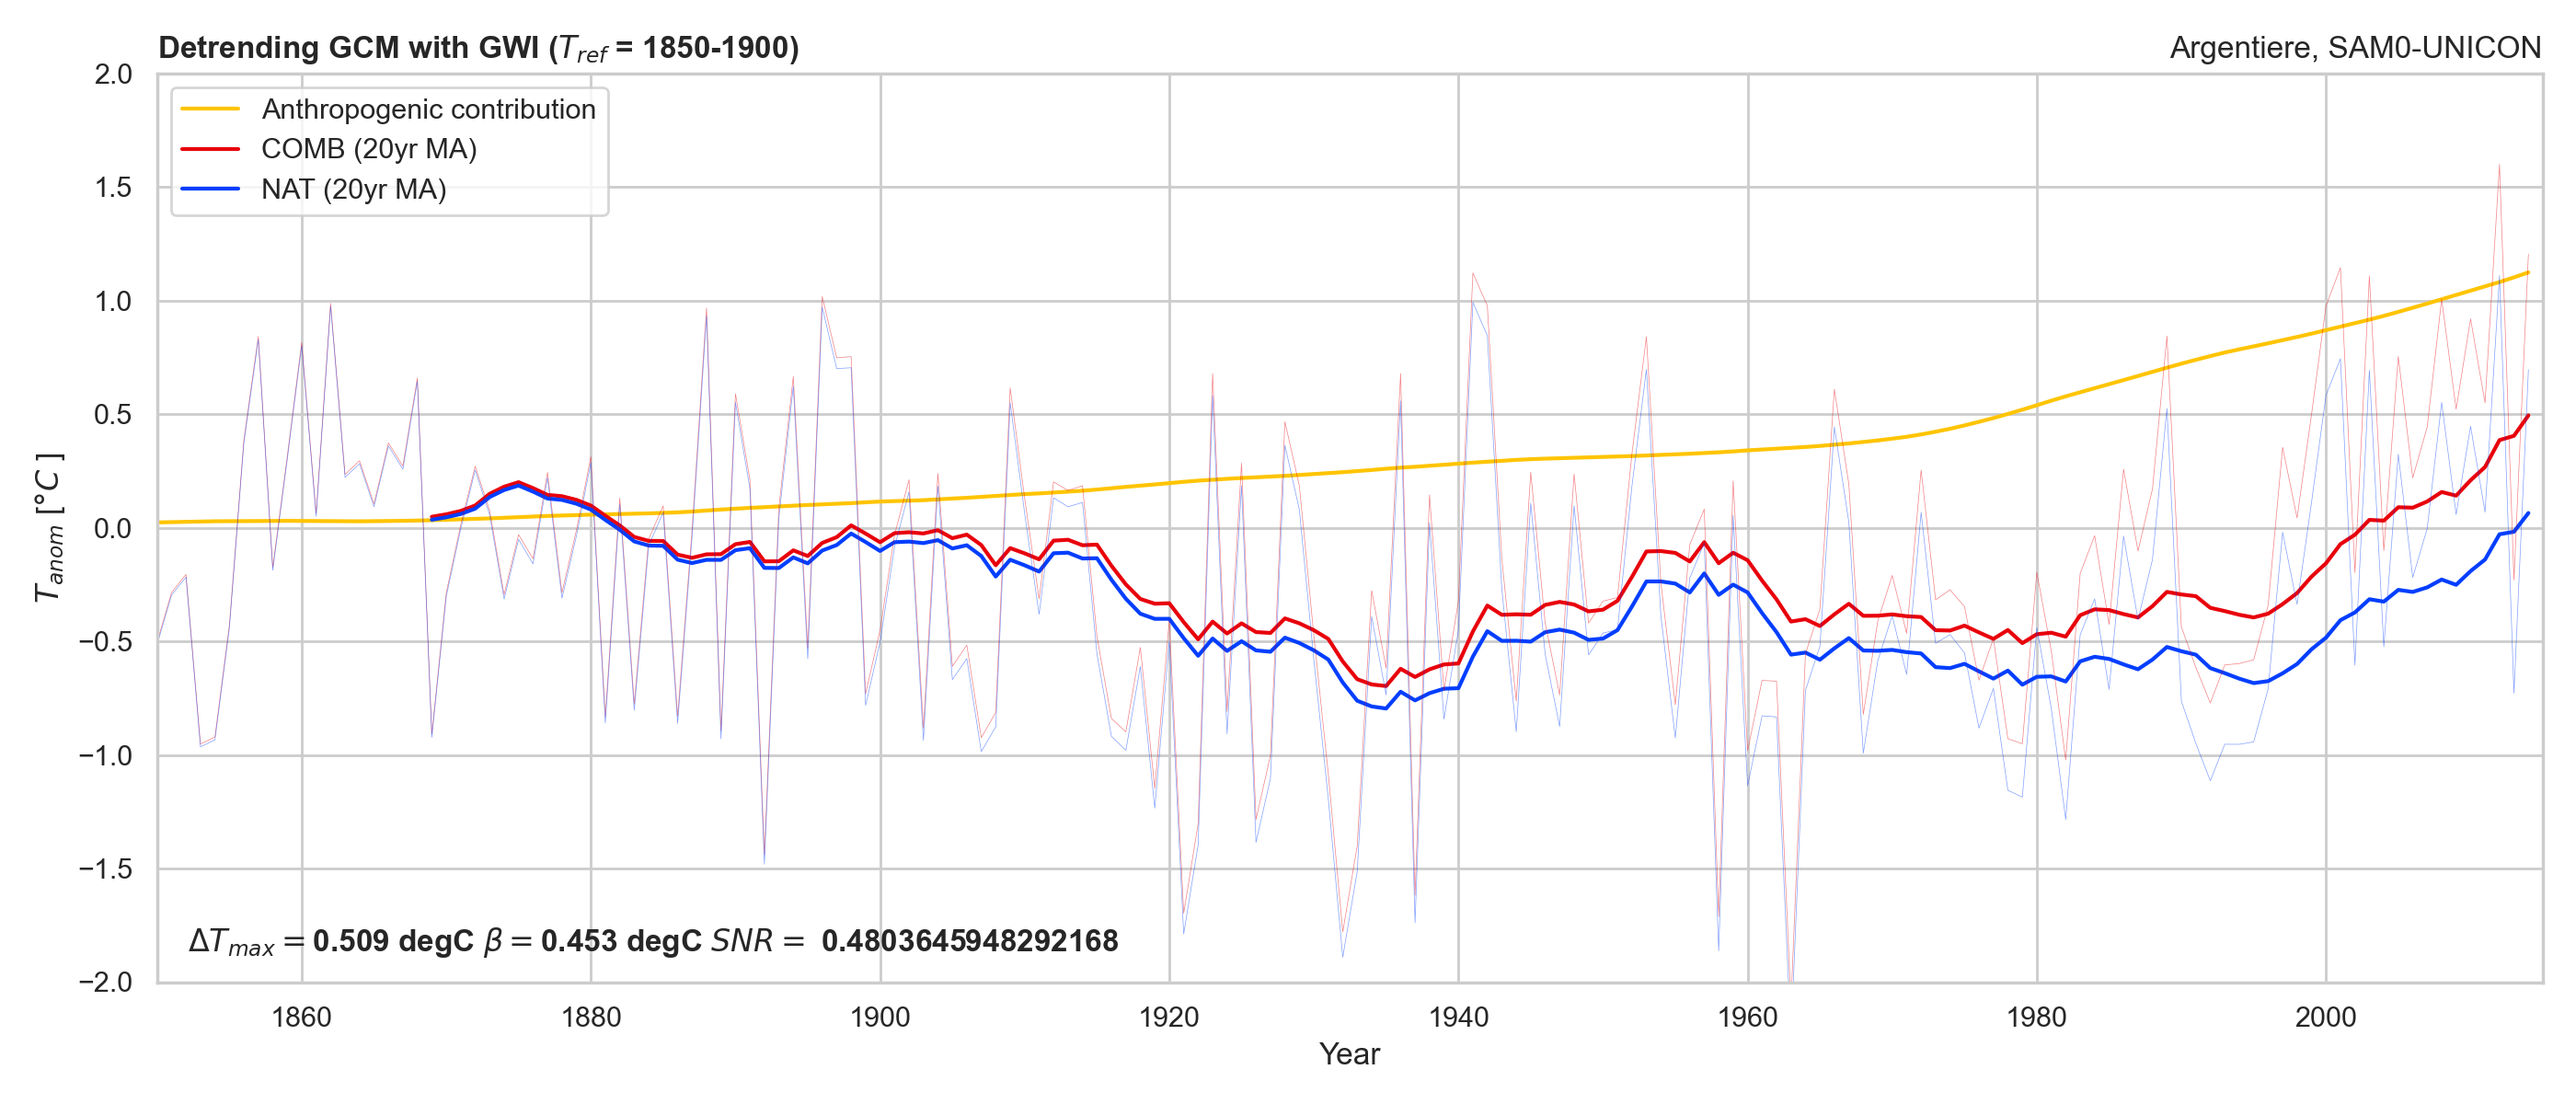 Detrending GCM with GWI (T_ref = 1850-1900)
Argentiere, SAM0-UNICON
Anthropogenic contribution
COMB (20yr MA)
NAT (20yr MA)
2.0
1.5
1.0
0.5
0.0
−0.5
−1.0
−1.5
−2.0
T_anom [°C]
ΔT_max = 0.509 degC β = 0.453 degC SNR = 0.4803645948292168
1860 1880 1900 1920 1940 1960 1980 2000
Year